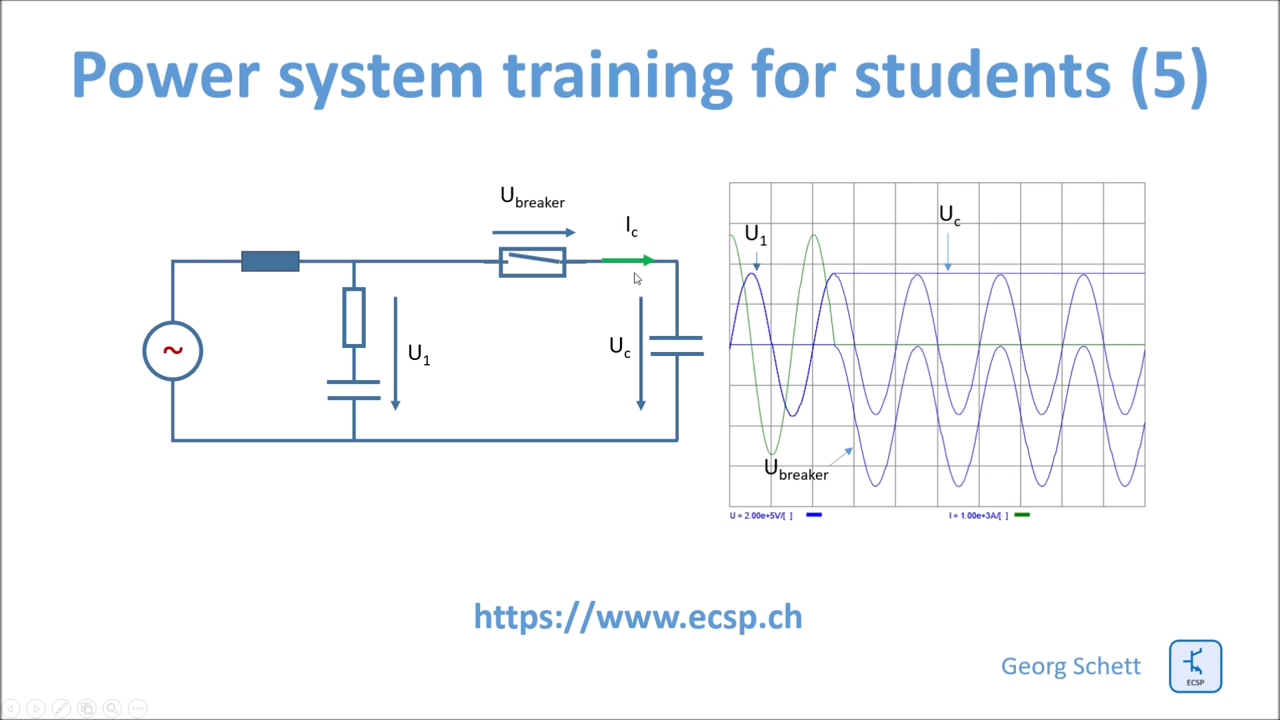 Power system training for students (5)
Ubreaker
Ic
U1
Uc
~
U1
Uc
Ubreaker
U = 2.00e+5V/[ ]
I = 1.00e+3A/[ ]
https://www.ecsp.ch
Georg Schett
ECSP